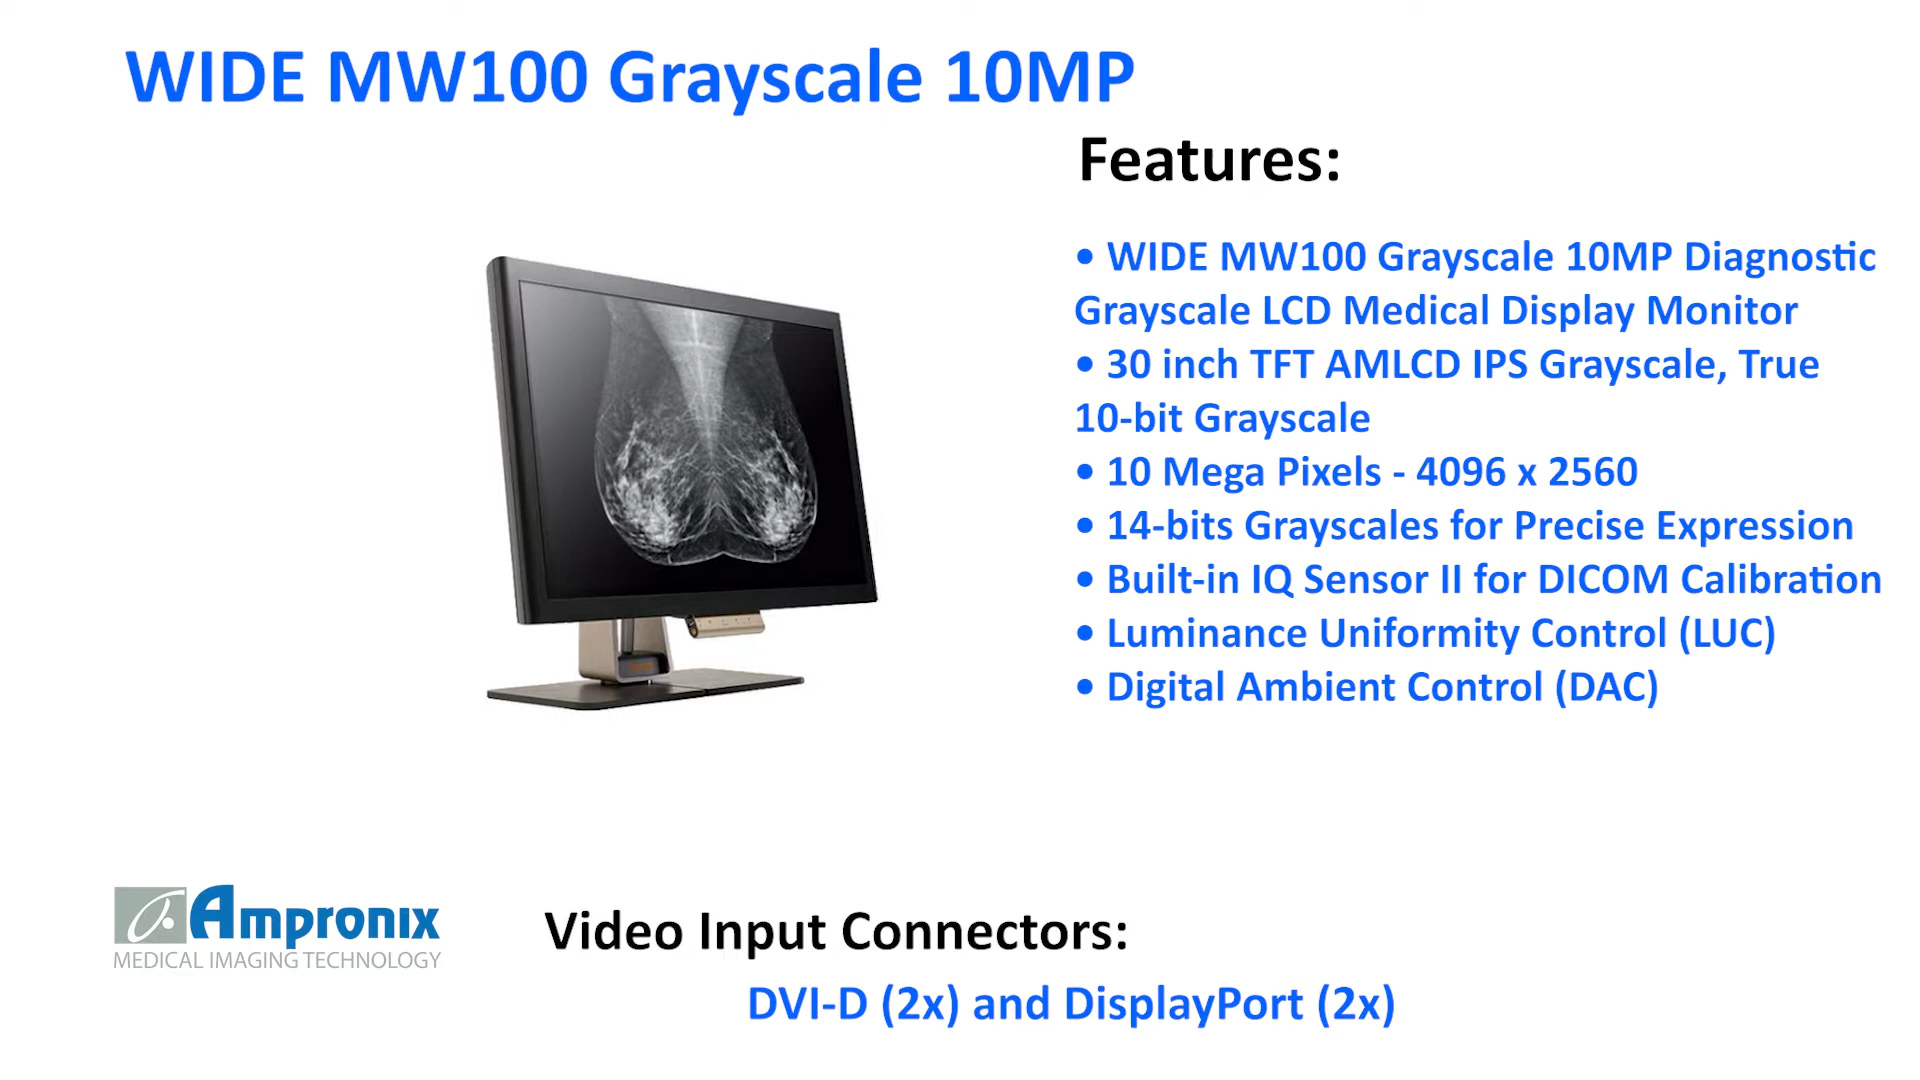 WIDE MW100 Grayscale 10MP
Features:
• WIDE MW100 Grayscale 10MP Diagnostic
Grayscale LCD Medical Display Monitor
• 30 inch TFT AMLCD IPS Grayscale, True
10-bit Grayscale
• 10 Mega Pixels - 4096 x 2560
• 14-bits Grayscales for Precise Expression
• Built-in IQ Sensor II for DICOM Calibration
• Luminance Uniformity Control (LUC)
• Digital Ambient Control (DAC)
Ampronix
MEDICAL IMAGING TECHNOLOGY
Video Input Connectors:
DVI-D (2x) and DisplayPort (2x)